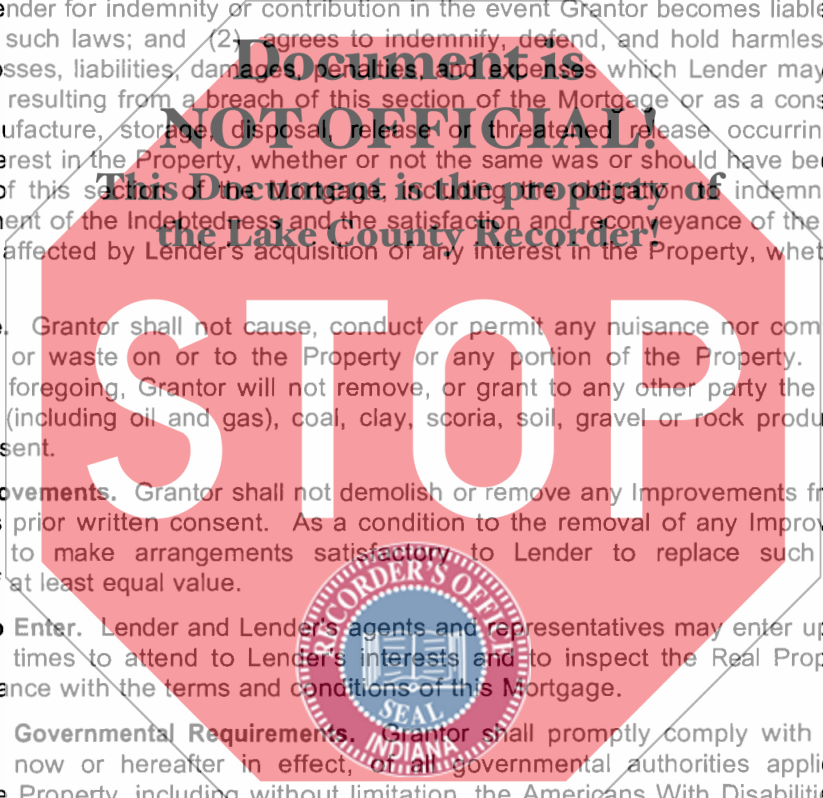 ender for indemnity or contribution in the event Grantor becomes liable
such laws; and (2) agrees to indemnify, defend, and hold harmless
Document is
sses, liabilities, damages, penalties, and expenses which Lender may
resulting from a breach of this section of the Mortgage or as a cons
NOT OFFICIAL!
ufacture, storage, disposal, release or threatened release occurrin
erest in the Property, whether or not the same was or should have be
This Document is the property of
of this section of the Mortgage, including the obligation to indemn
ent of the Indebtedness and the satisfaction and reconveyance of the
the Lake County Recorder!
affected by Lender's acquisition of any interest in the Property, whet
e. Grantor shall not cause, conduct or permit any nuisance nor com
or waste on or to the Property or any portion of the Property.
foregoing, Grantor will not remove, or grant to any other party the
(including oil and gas), coal, clay, scoria, soil, gravel or rock produ
sent.
STOP
ovements. Grantor shall not demolish or remove any Improvements fr
s prior written consent. As a condition to the removal of any Improv
to make arrangements satisfactory to Lender to replace such
at least equal value.
RECORDER'S OFFICE
o Enter. Lender and Lender's agents and representatives may enter up
times to attend to Lender's interests and to inspect the Real Prop
ance with the terms and conditions of this Mortgage.
SEAL
INDIANA
Governmental Requirements. Grantor shall promptly comply with
now or hereafter in effect, of all governmental authorities appli
e Property, including without limitation, the Americans With Disabiliti